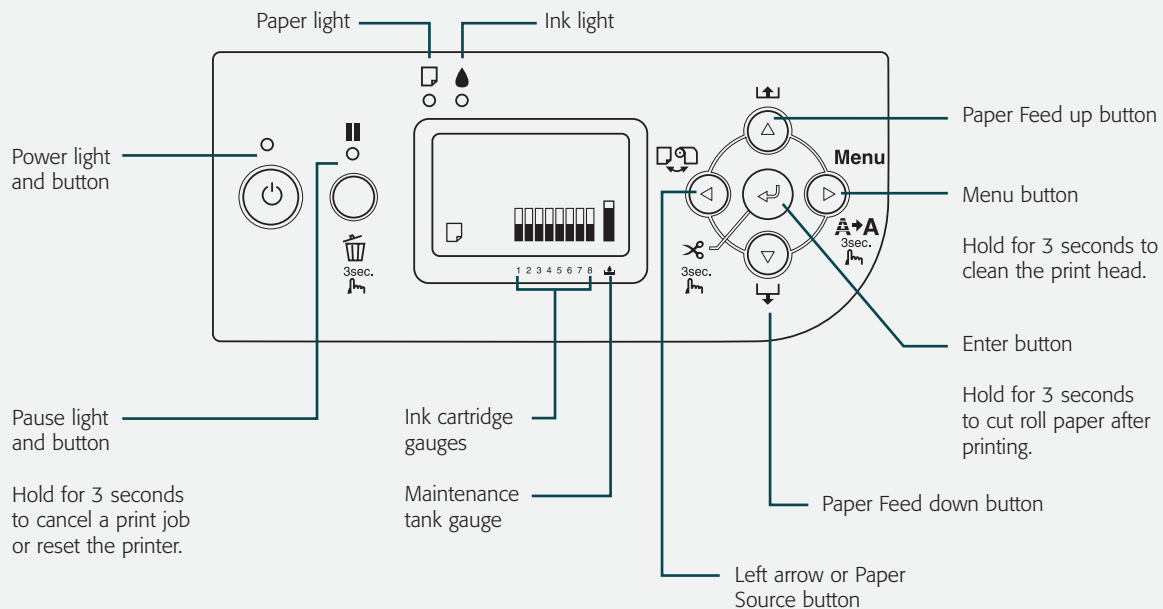 Paper light
Ink light
Power light
and button
Pause light
and button
Hold for 3 seconds
to cancel a print job
or reset the printer.
3sec.
1 2 3 4 5 6 7 8
Ink cartridge
gauges
Maintenance
tank gauge
3sec.
Menu
A→A
3sec.
Paper Feed up button
Menu button
Hold for 3 seconds to
clean the print head.
Enter button
Hold for 3 seconds
to cut roll paper after
printing.
Paper Feed down button
Left arrow or Paper
Source button